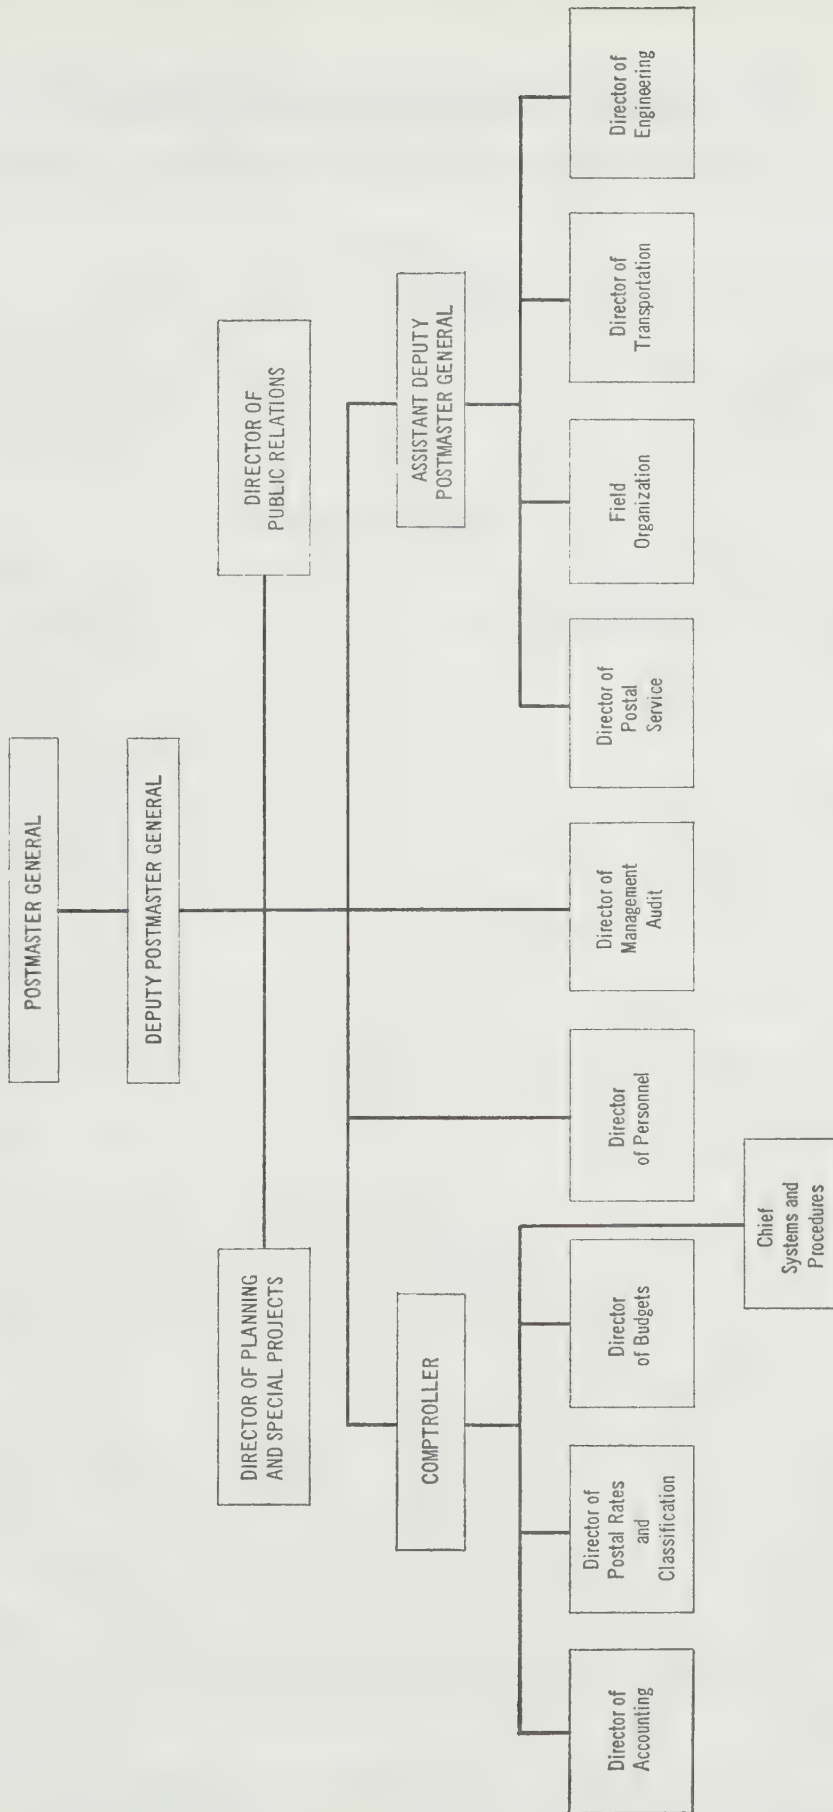 POSTMASTER GENERAL
DEPUTY POSTMASTER GENERAL
DIRECTOR OF PLANNING
AND SPECIAL PROJECTS
DIRECTOR OF
PUBLIC RELATIONS
COMPTROLLER
ASSISTANT DEPUTY
POSTMASTER GENERAL
Director of
Accounting
Director of
Postal Rates
and
Classification
Director
of Budgets
Director
of Personnel
Director of
Management
Audit
Director of
Postal
Service
Field
Organization
Director of
Transportation
Director of
Engineering
Chief
Systems and
Procedures